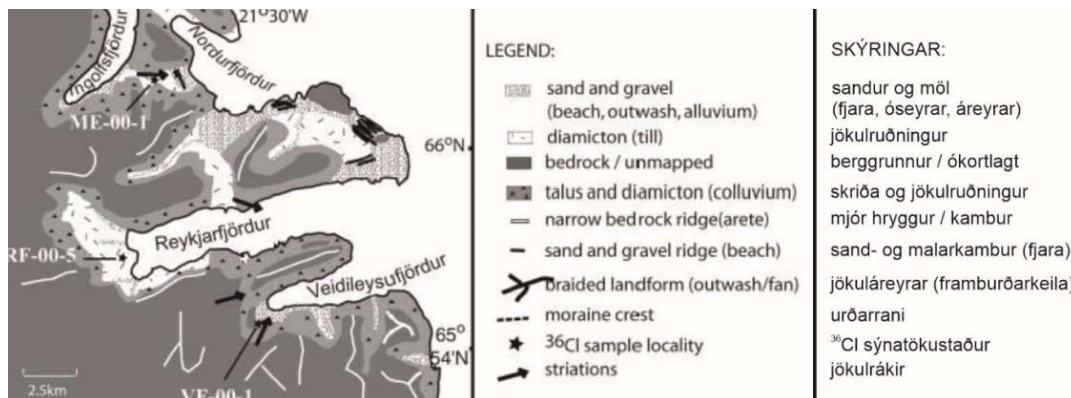 21°30'W
Ingolfsfjördur
Nordurfjördur
ME-00-1
66°N
Reykjarfjördur
RF-00-5
Veidileysufjördur
65°
54'N
2.5km
VF-00-1
LEGEND:
sand and gravel
(beach, outwash, alluvium)
diamicton (till)
bedrock / unmapped
talus and diamicton (colluvium)
narrow bedrock ridge(arete)
sand and gravel ridge (beach)
braided landform (outwash/fan)
moraine crest
³⁶Cl sample locality
striations
SKÝRINGAR:
sandur og möl
(fjara, óseyrar, áreyrar)
jökulruðningur
berggrunnur / ókortlagt
skriða og jökulruðningur
mjór hryggur / kambur
sand- og malarkambur (fjara)
jökuláreyrar (framburðarkeila)
urðarrani
³⁶Cl sýnatökustaður
jökulrákir